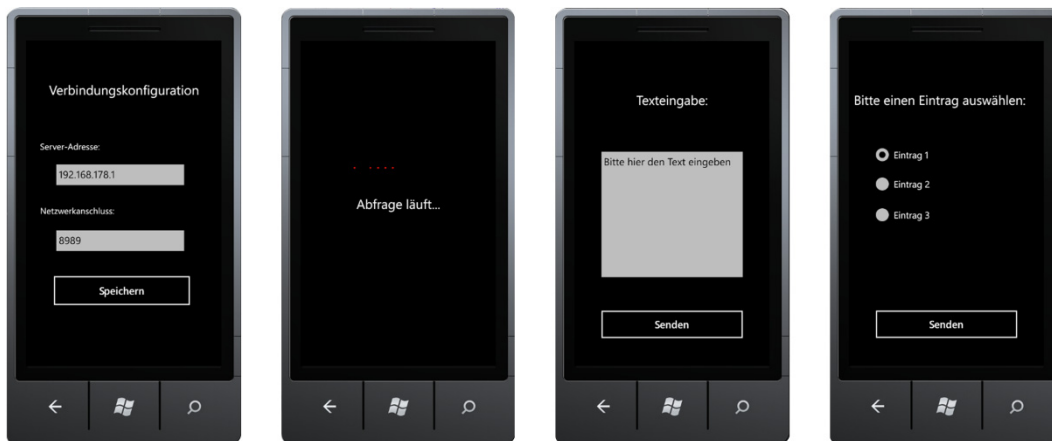 Verbindungskonfiguration
Server-Adresse:
192.168.178.1
Netzwerkanschluss:
8989
Speichern
Abfrage läuft...
Texteingabe:
Bitte hier den Text eingeben
Senden
Bitte einen Eintrag auswählen:
Eintrag 1
Eintrag 2
Eintrag 3
Senden